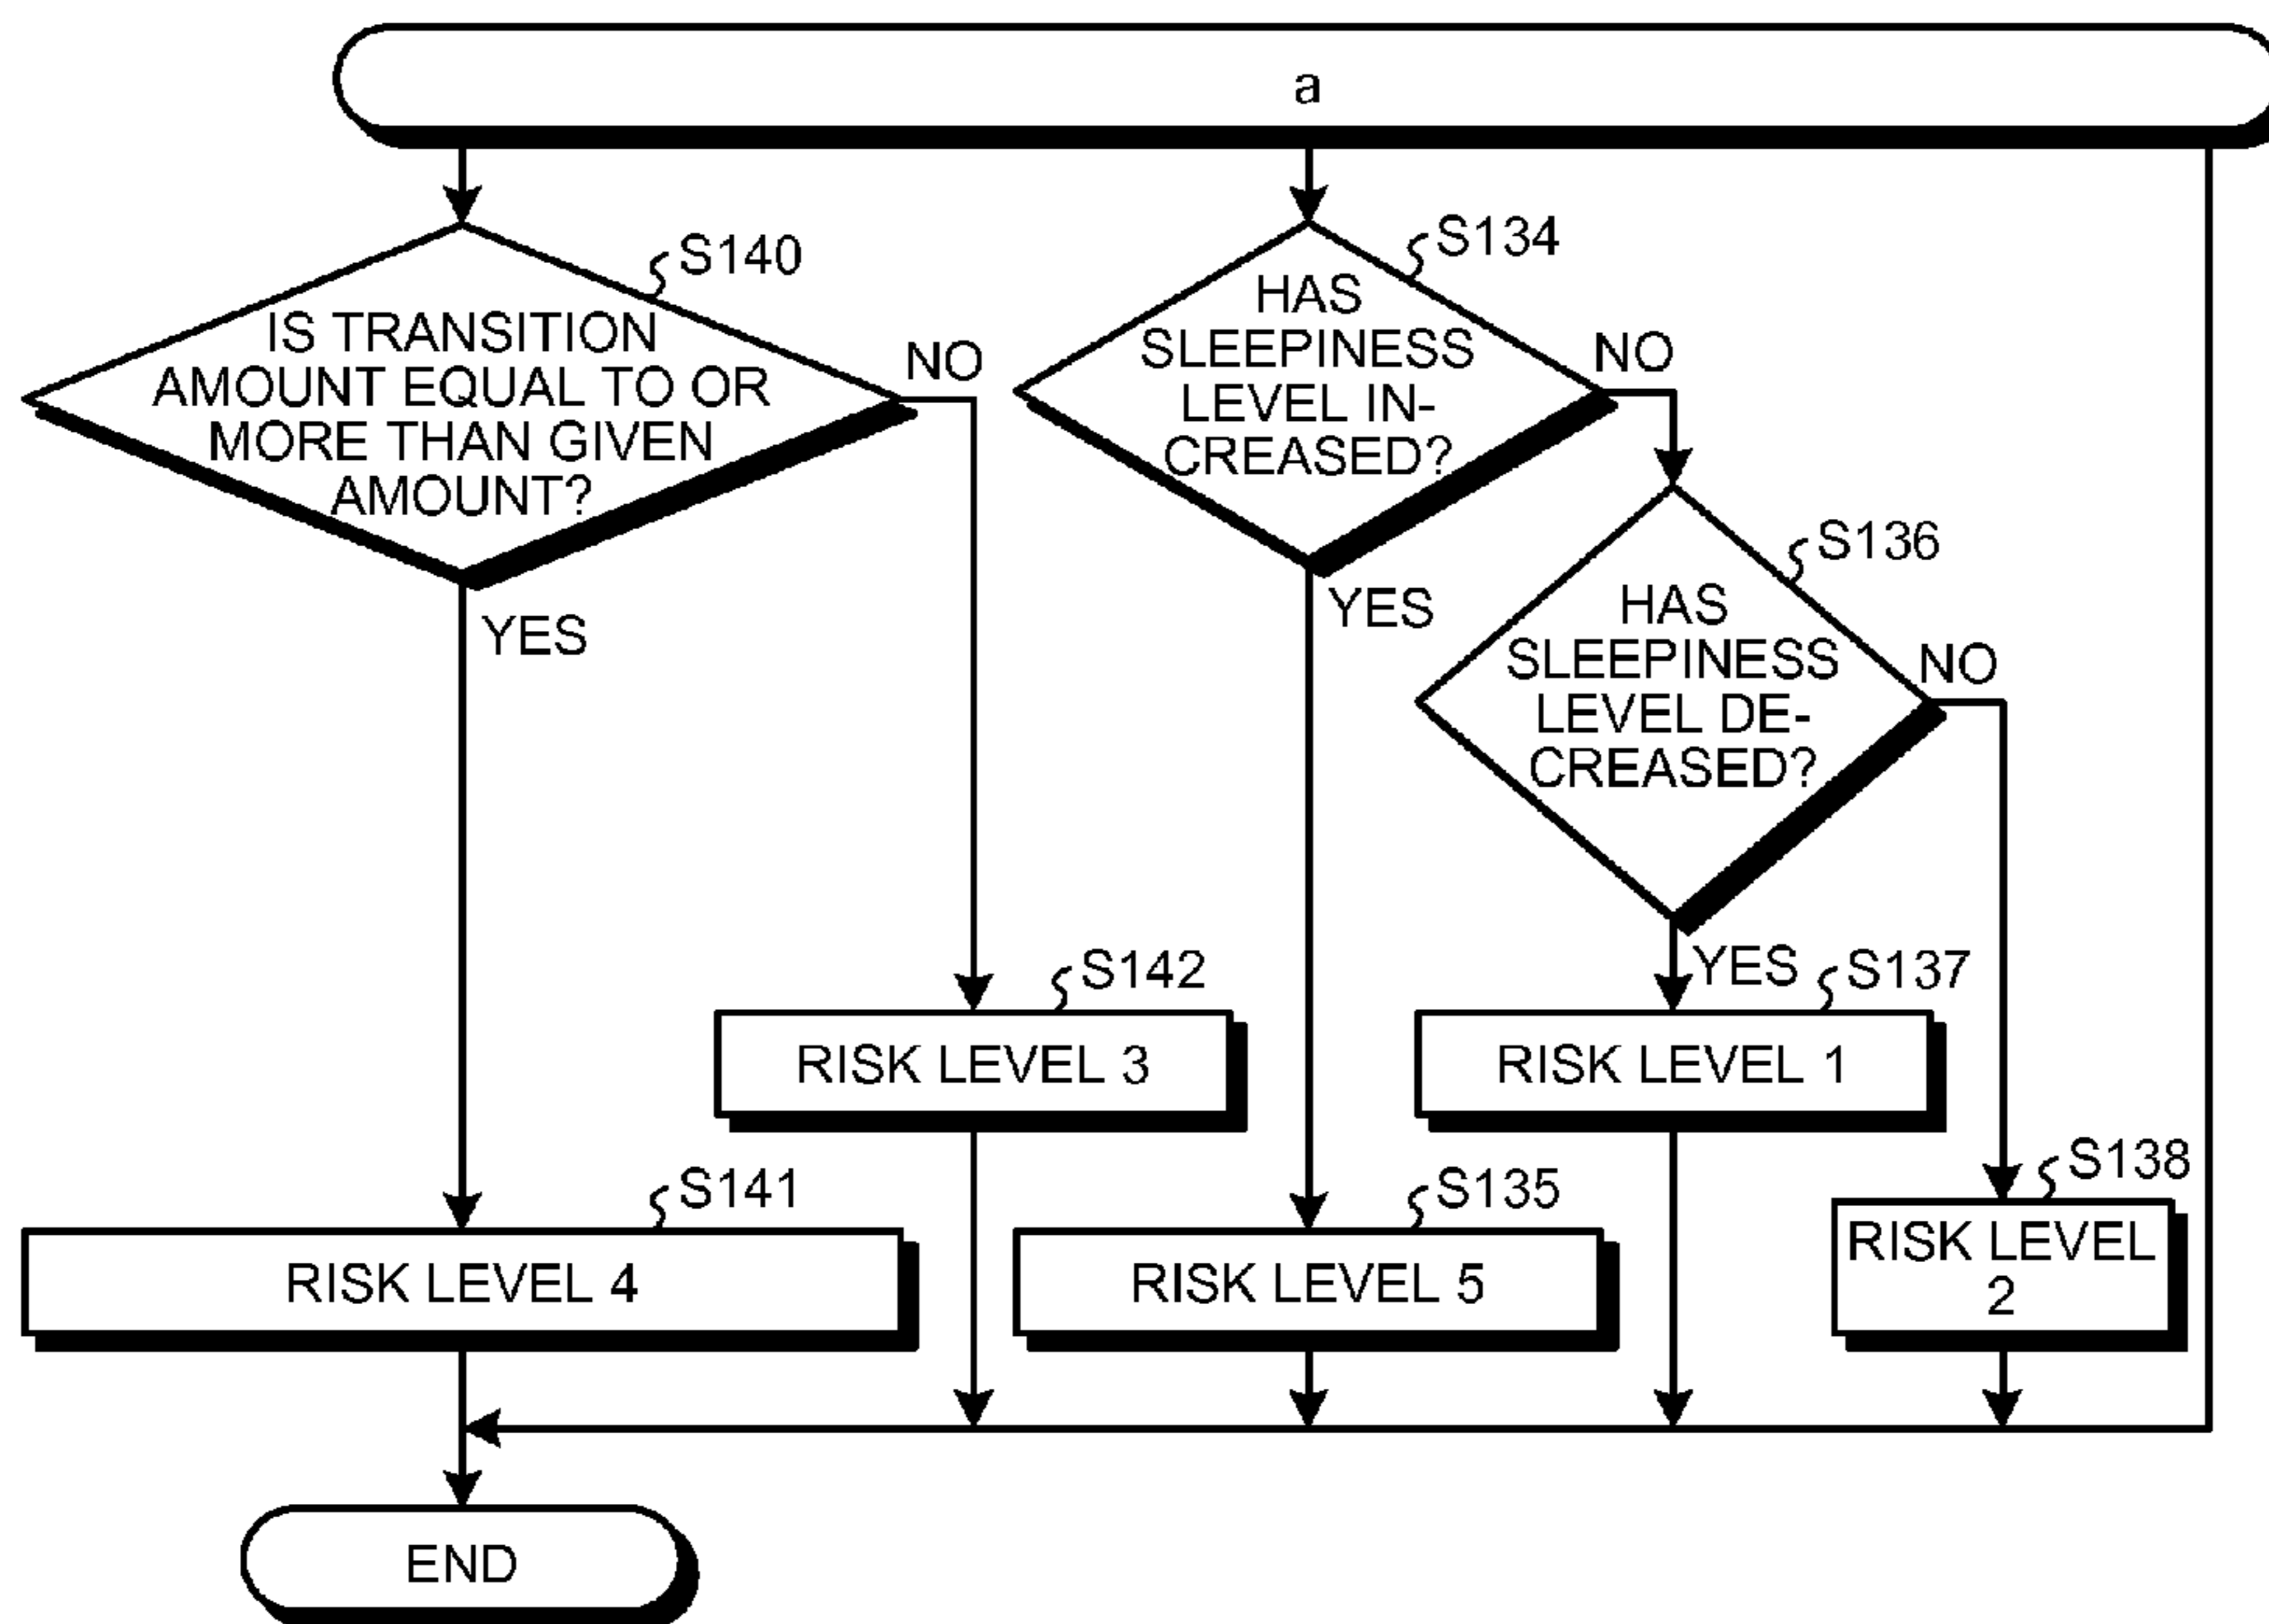 a
S140
IS TRANSITION
AMOUNT EQUAL TO OR
MORE THAN GIVEN
AMOUNT?
NO
YES
S134
HAS
SLEEPINESS
LEVEL IN-
CREASED?
NO
YES
S136
HAS
SLEEPINESS
LEVEL DE-
CREASED?
NO
YES
S142
RISK LEVEL 3
S137
RISK LEVEL 1
S141
RISK LEVEL 4
S135
RISK LEVEL 5
S138
RISK LEVEL
2
END